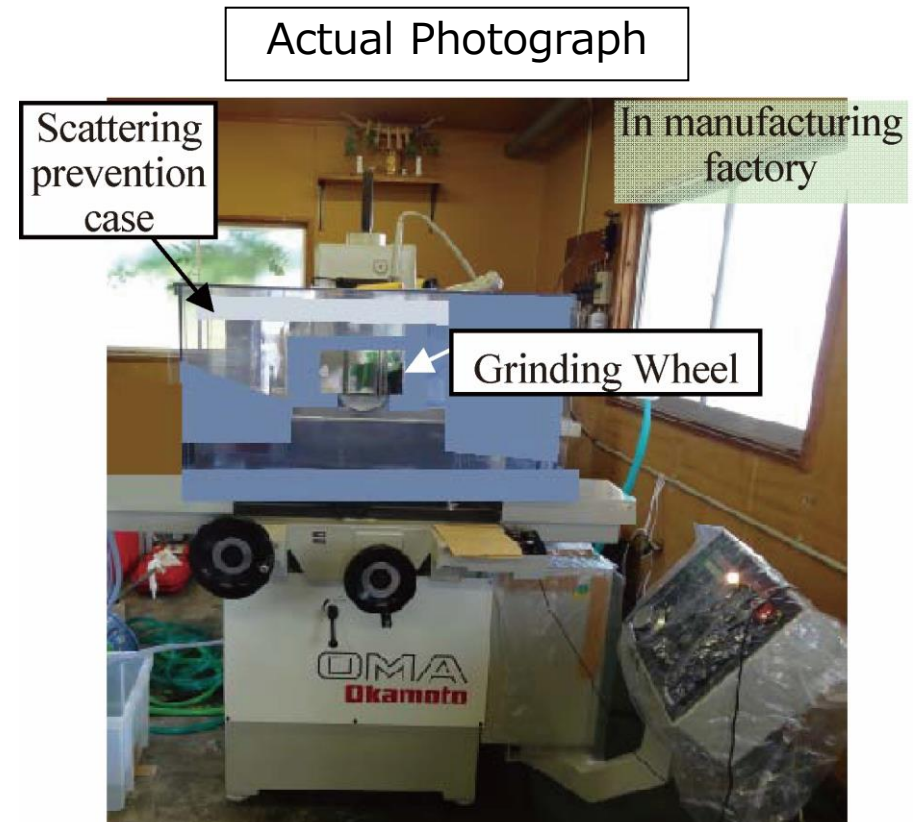 Actual Photograph
Scattering
prevention
case
In manufacturing
factory
Grinding Wheel
OMA
Okamoto